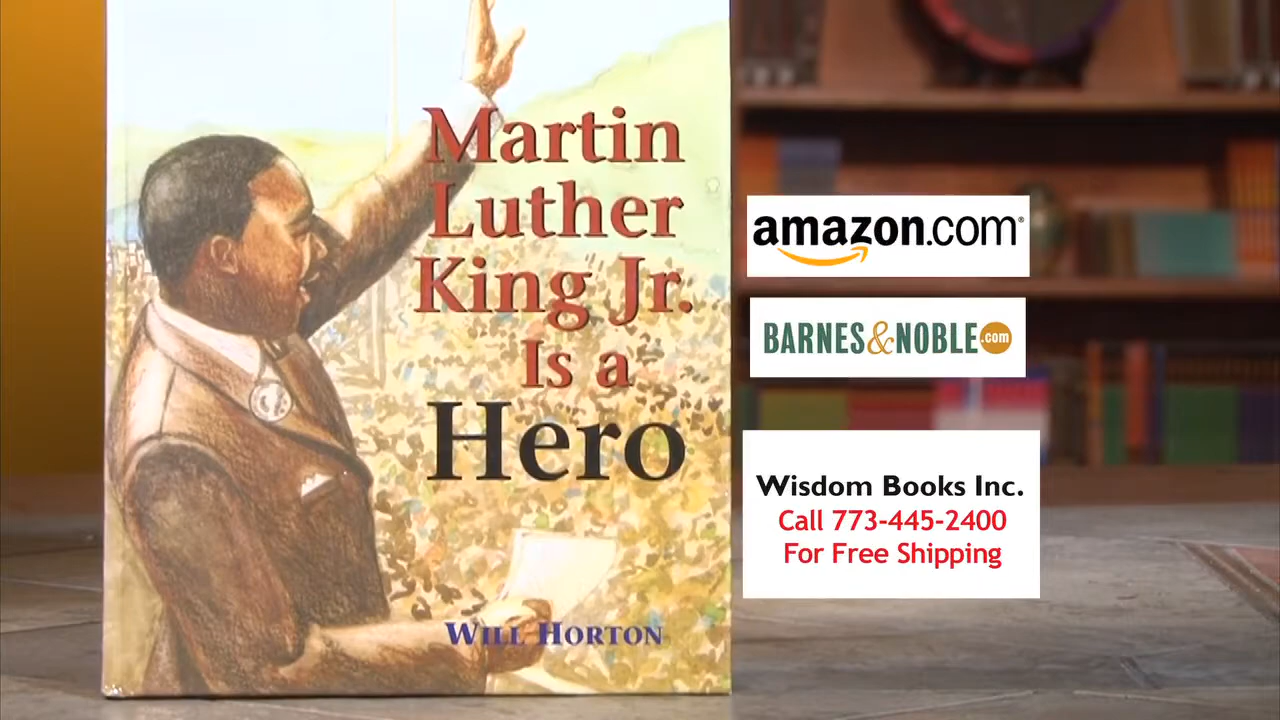 Martin
Luther
King Jr.
Is a
Hero
WILL HORTON
amazon.com®
BARNES&NOBLE.com
Wisdom Books Inc.
Call 773-445-2400
For Free Shipping